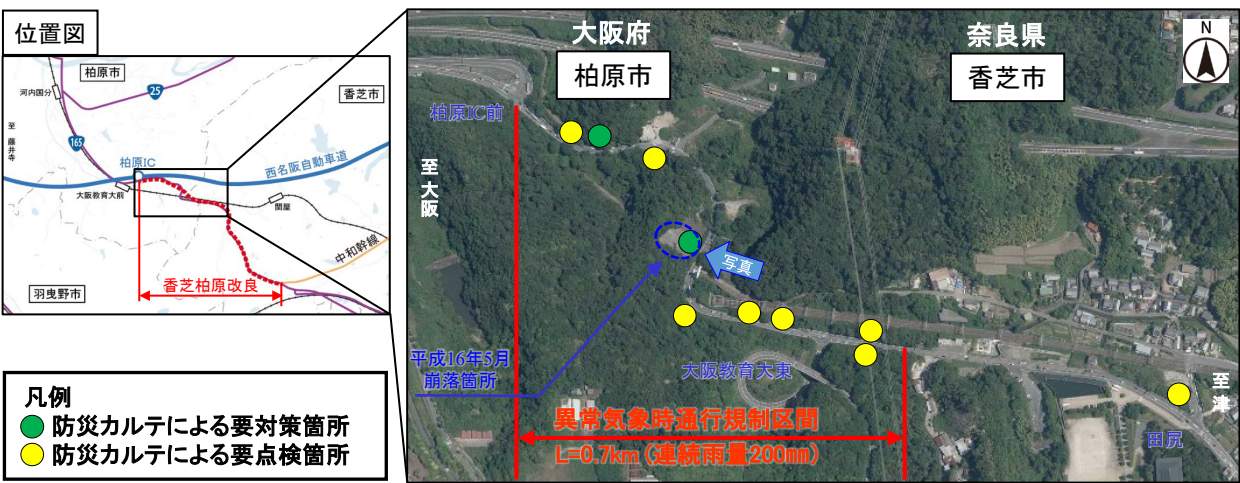 位置図
柏原市
河内国分
25
香芝市
至 藤井寺
165
柏原IC
西名阪自動車道
大阪教育大前
関屋
中和幹線
香芝柏原改良
羽曳野市
凡例
防災カルテによる要対策箇所
防災カルテによる要点検箇所
大阪府
柏原市
奈良県
香芝市
N
柏原IC前
至大阪
写真
平成16年5月
崩落箇所
大阪教育大東
異常気象時通行規制区間
L=0.7km（連続雨量200mm）
至津
田尻